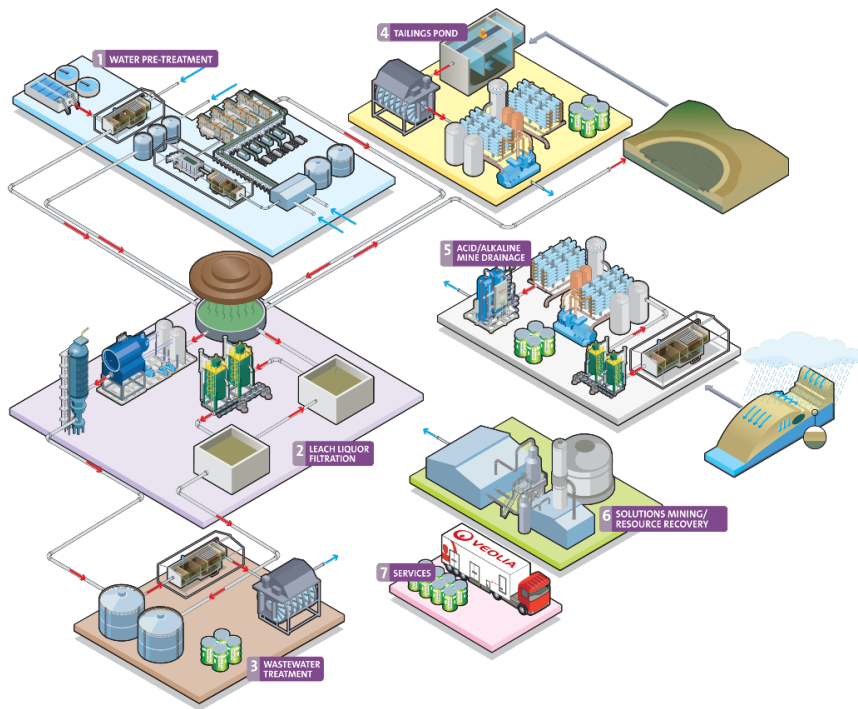 1 WATER PRE-TREATMENT
4 TAILINGS POND
5 ACID/ALKALINE
MINE DRAINAGE
2 LEACH LIQUOR
FILTRATION
6 SOLUTIONS MINING/
RESOURCE RECOVERY
VEOLIA
7 SERVICES
3 WASTEWATER
TREATMENT